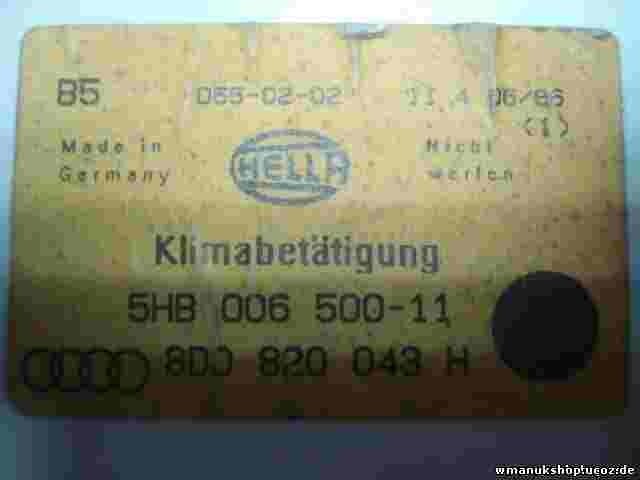 B5 065-02-02 11.4 06/86
(1)
Made in Germany
HELLA
Nicht werfen
Klimabetätigung
5HB 006 500-11
8D0 820 043 H
wmanukshop.ucoz.de